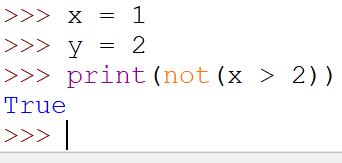 >>> x = 1
>>> y = 2
>>> print(not(x > 2))
True
>>>